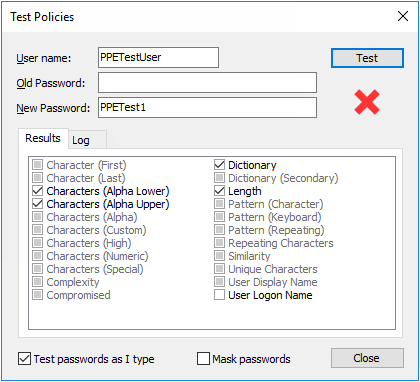 Test Policies
User name: PPETestUser Test
Old Password:
New Password: PPETest1
Results Log
Character (First) Dictionary
Character (Last) Dictionary (Secondary)
Characters (Alpha Lower) Length
Characters (Alpha Upper) Pattern (Character)
Characters (Alpha) Pattern (Keyboard)
Characters (Custom) Pattern (Repeating)
Characters (High) Repeating Characters
Characters (Numeric) Similarity
Characters (Special) Unique Characters
Complexity User Display Name
Compromised User Logon Name
Test passwords as I type Mask passwords Close